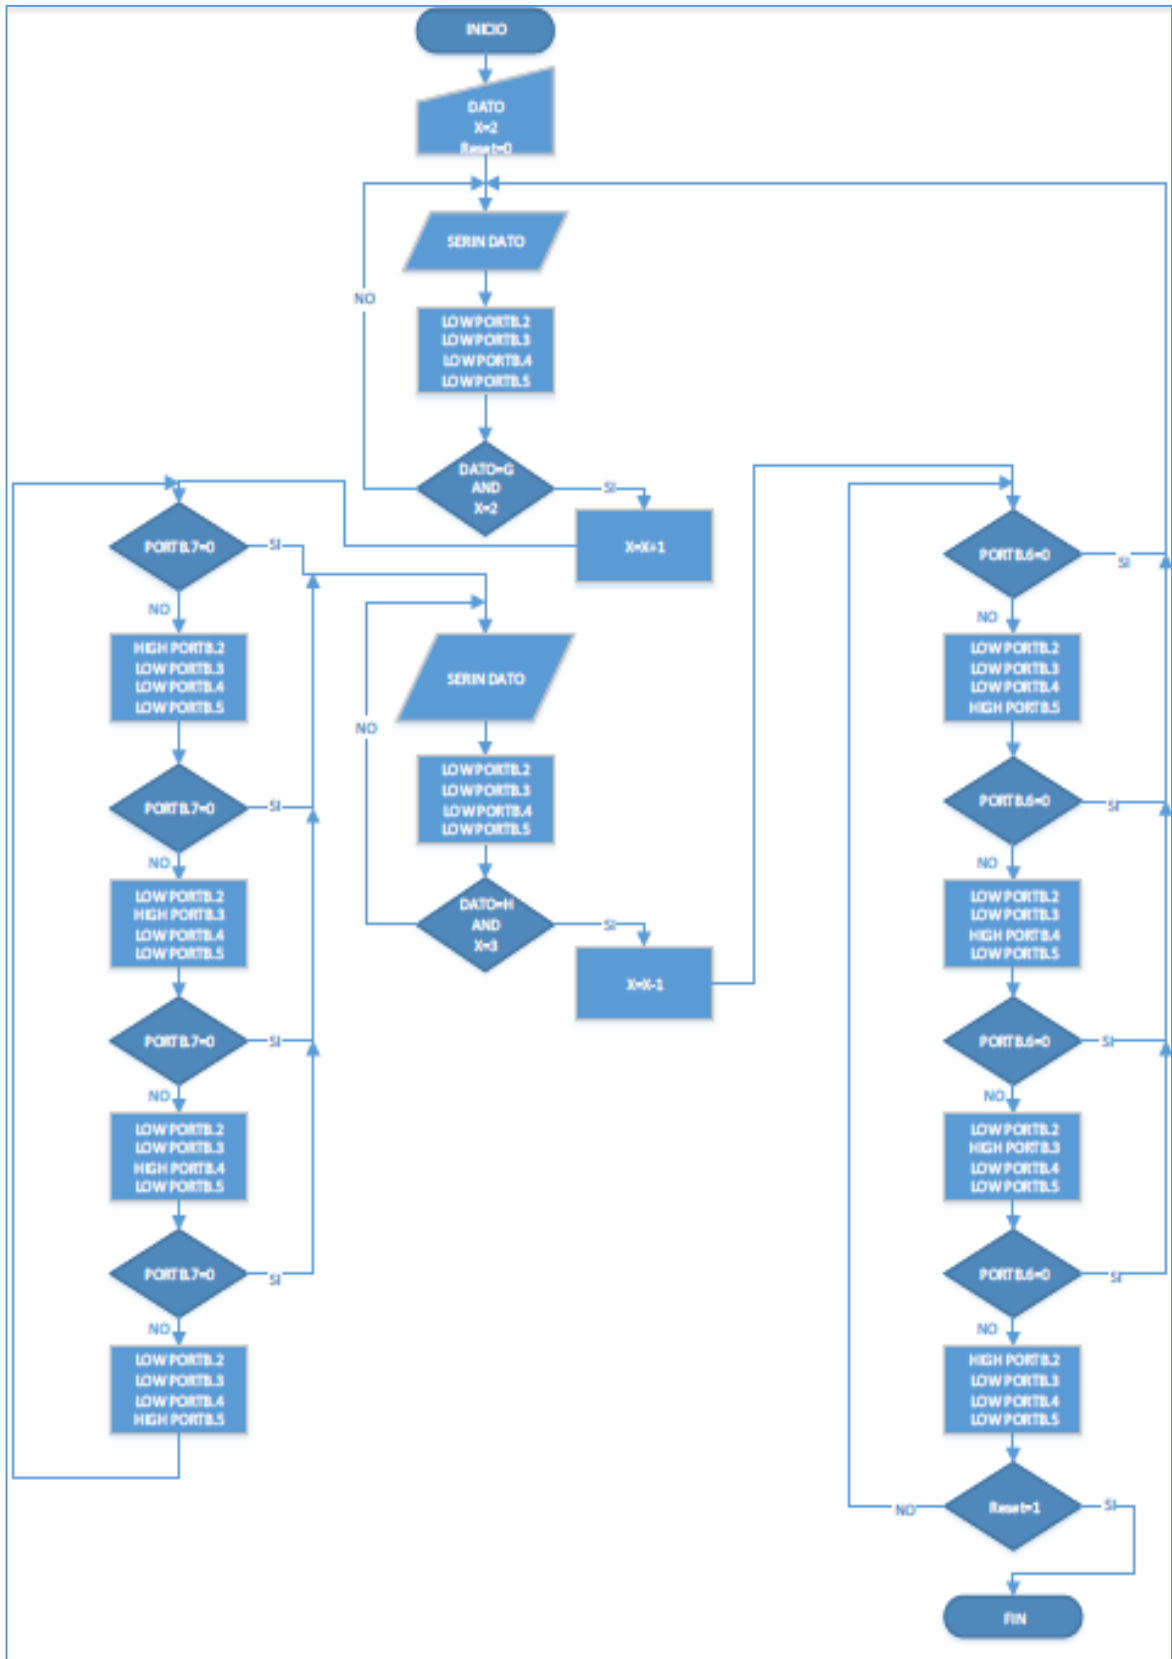 INICIO
DATO
X=2
Reset=0
SERIN DATO
NO
LOW PORTB.2
LOW PORTB.3
LOW PORTB.4
LOW PORTB.5
DATO=G
AND
X=2
SI
X=X+1
PORTB.7=0
SI
NO
HIGH PORTB.2
LOW PORTB.3
LOW PORTB.4
LOW PORTB.5
PORTB.7=0
SI
NO
LOW PORTB.2
HIGH PORTB.3
LOW PORTB.4
LOW PORTB.5
PORTB.7=0
SI
NO
LOW PORTB.2
LOW PORTB.3
HIGH PORTB.4
LOW PORTB.5
PORTB.7=0
SI
NO
LOW PORTB.2
LOW PORTB.3
LOW PORTB.4
HIGH PORTB.5
SERIN DATO
NO
LOW PORTB.2
LOW PORTB.3
LOW PORTB.4
LOW PORTB.5
DATO=H
AND
X=3
SI
X=X-1
PORTB.6=0
SI
NO
LOW PORTB.2
LOW PORTB.3
LOW PORTB.4
HIGH PORTB.5
PORTB.6=0
SI
NO
LOW PORTB.2
LOW PORTB.3
HIGH PORTB.4
LOW PORTB.5
PORTB.6=0
SI
NO
LOW PORTB.2
HIGH PORTB.3
LOW PORTB.4
LOW PORTB.5
PORTB.6=0
SI
NO
HIGH PORTB.2
LOW PORTB.3
LOW PORTB.4
LOW PORTB.5
Reset=1
NO
SI
FIN